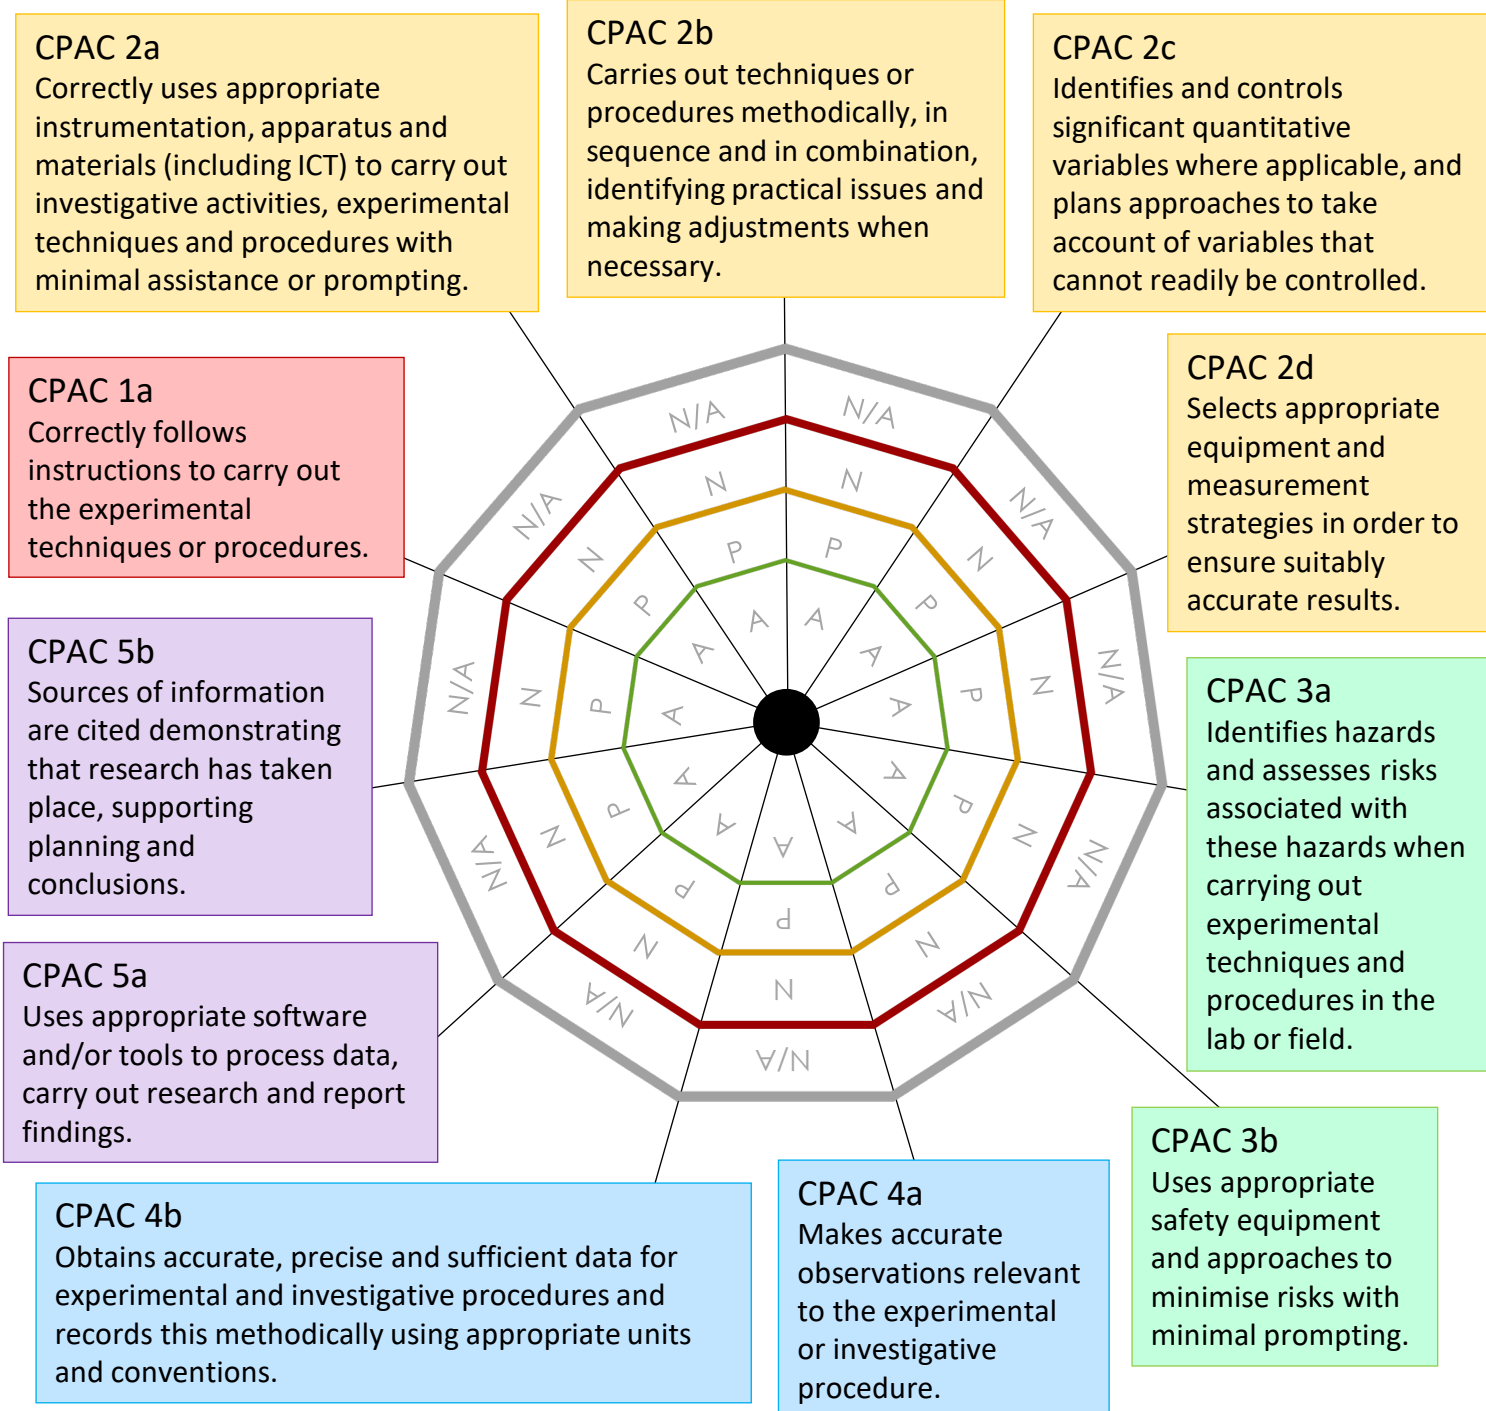 CPAC 2a
Correctly uses appropriate
instrumentation, apparatus and
materials (including ICT) to carry out
investigative activities, experimental
techniques and procedures with
minimal assistance or prompting.
CPAC 2b
Carries out techniques or
procedures methodically, in
sequence and in combination,
identifying practical issues and
making adjustments when
necessary.
CPAC 2c
Identifies and controls
significant quantitative
variables where applicable, and
plans approaches to take
account of variables that
cannot readily be controlled.
CPAC 1a
Correctly follows
instructions to carry out
the experimental
techniques or procedures.
CPAC 2d
Selects appropriate
equipment and
measurement
strategies in order to
ensure suitably
accurate results.
CPAC 5b
Sources of information
are cited demonstrating
that research has taken
place, supporting
planning and
conclusions.
CPAC 3a
Identifies hazards
and assesses risks
associated with
these hazards when
carrying out
experimental
techniques and
procedures in the
lab or field.
CPAC 5a
Uses appropriate software
and/or tools to process data,
carry out research and report
findings.
CPAC 3b
Uses appropriate
safety equipment
and approaches to
minimise risks with
minimal prompting.
CPAC 4b
Obtains accurate, precise and sufficient data for
experimental and investigative procedures and
records this methodically using appropriate units
and conventions.
CPAC 4a
Makes accurate
observations relevant
to the experimental
or investigative
procedure.
N/A
N/A
N/A
N/A
N/A
N/A
N/A
N/A
N/A
N/A
N/A
N
N
N
N
N
N
N
N
N
N
N
P
P
P
P
P
P
P
P
P
P
P
A
A
A
A
A
A
A
A
A
A
A